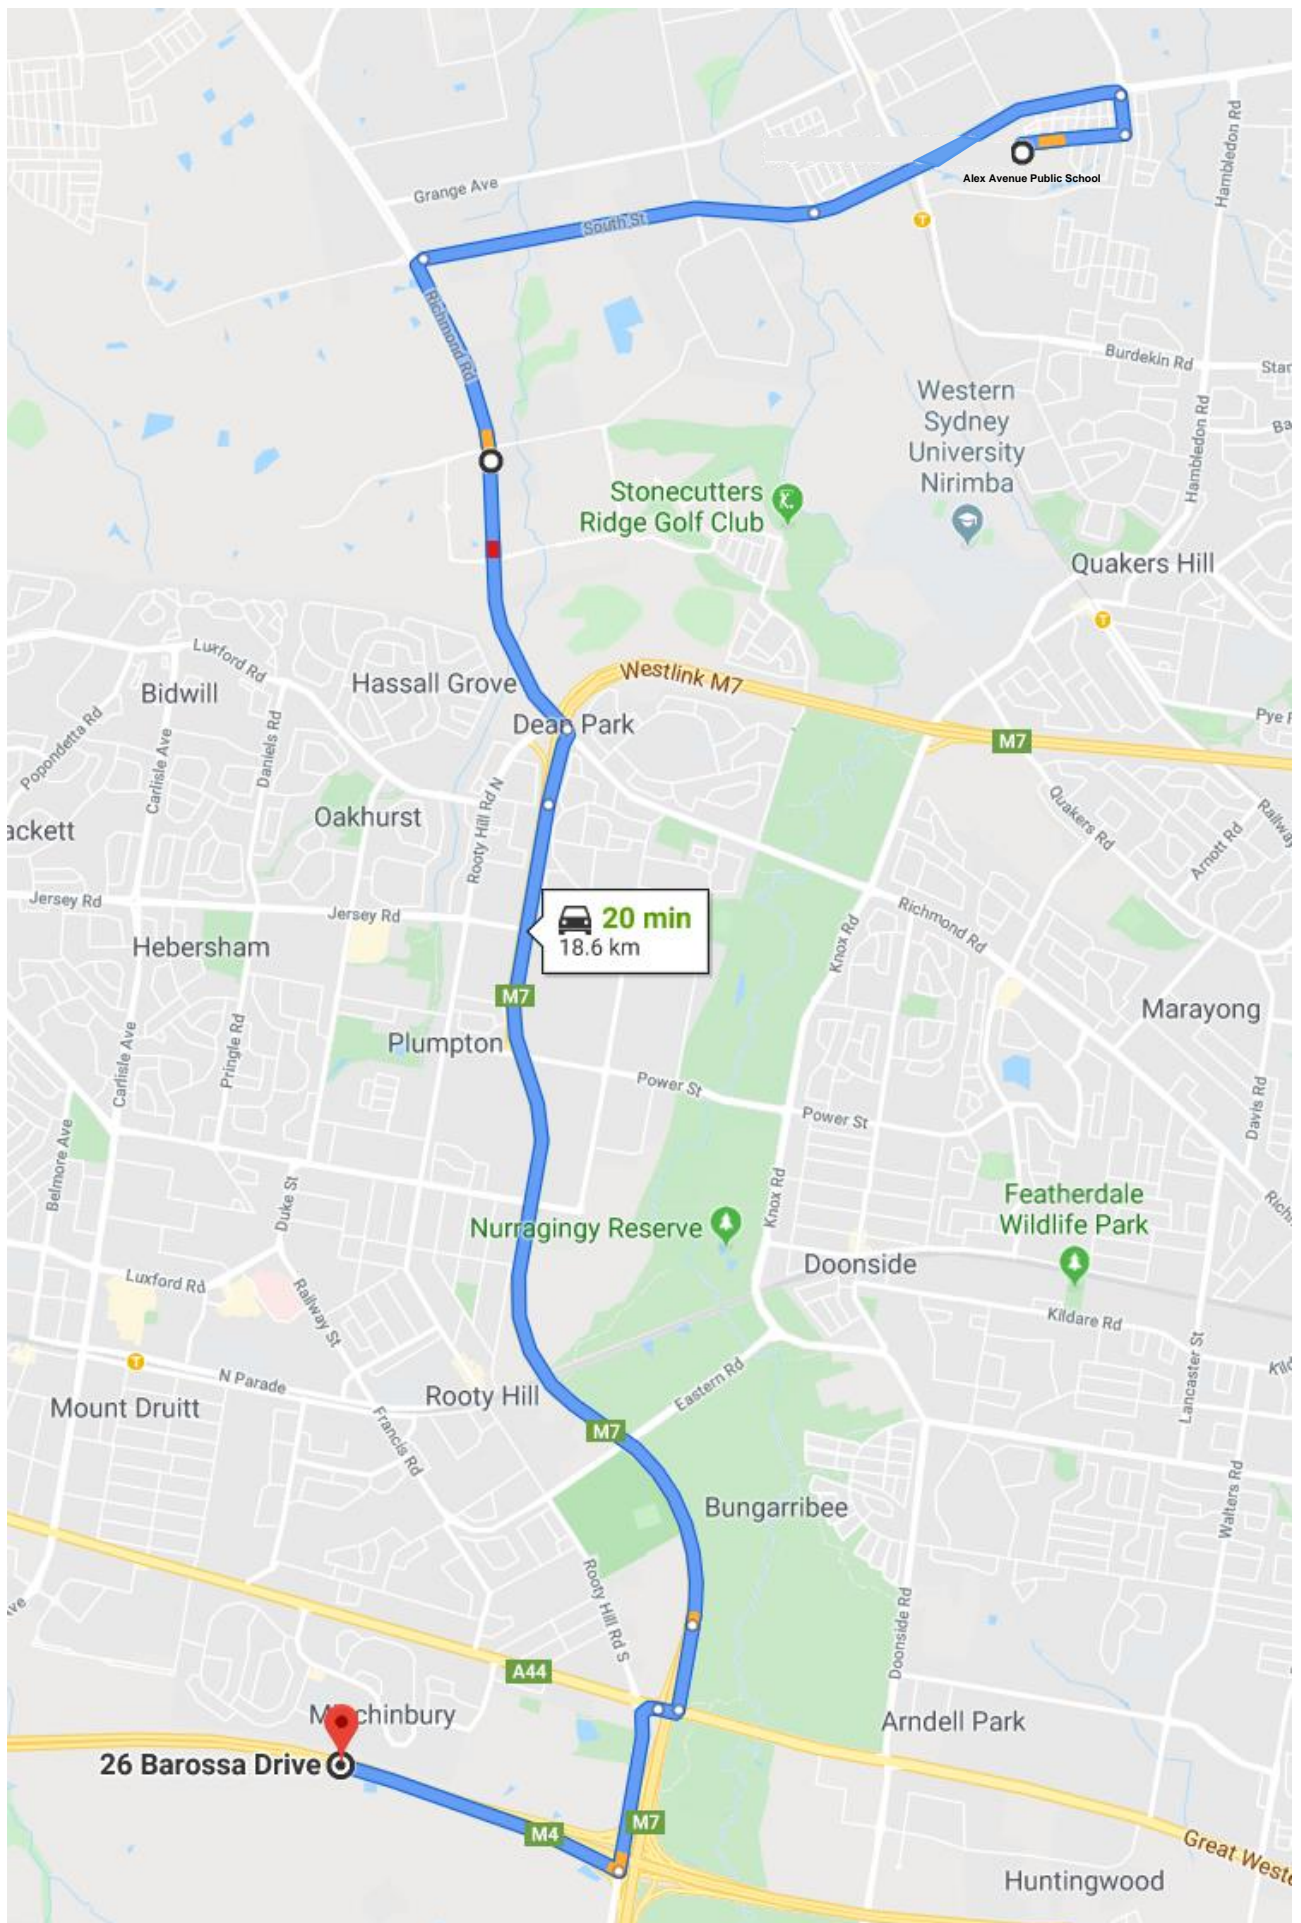 Alex Avenue Public School
Grange Ave
Hambledon Rd
South St
T
Richmond Rd
Burdekin Rd
Western
Sydney
University
Nirimba
Hambledon Rd
Stonecutters
Ridge Golf Club
Quakers Hill
T
Luxford Rd
Hassall Grove
Westlink M7
Bidwill
Popondetta Rd
Dean Park
M7
Carlisle Ave
Daniels Rd
Rooty Hill Rd N
Oakhurst
ackett
Quakers Rd
Arnott Rd
Railway
Jersey Rd
Jersey Rd
20 min
18.6 km
Knox Rd
Richmond Rd
Hebersham
M7
Marayong
Plumpton
Carlisle Ave
Pringle Rd
Power St
Power St
Davis Rd
Belmore Ave
Duke St
Knox Rd
Featherdale
Wildlife Park
Nurragingy Reserve
Doonside
Luxford Rd
Railway St
Kildare Rd
Lancaster St
T
N Parade
Mount Druitt
Rooty Hill
Eastern Rd
Francis Rd
M7
Bungarribee
Walters Rd
Rooty Hill Rd S
Doonside Rd
A44
Arndell Park
26 Barossa Drive
M4
M7
Great Weste
Huntingwood